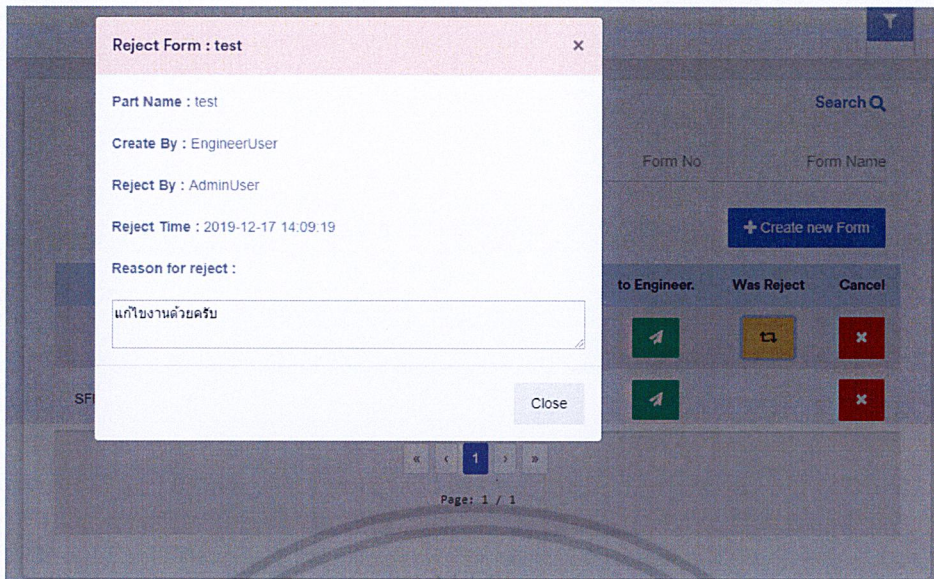 Reject Form : test
×
Part Name : test
Create By : EngineerUser
Reject By : AdminUser
Reject Time : 2019-12-17 14:09:19
Reason for reject :
แก้ไขงานด้วยครับ
Close
Search
Form No
Form Name
+ Create new Form
to Engineer.
Was Reject
Cancel
SFI
« ‹ 1 › »
Page: 1 / 1